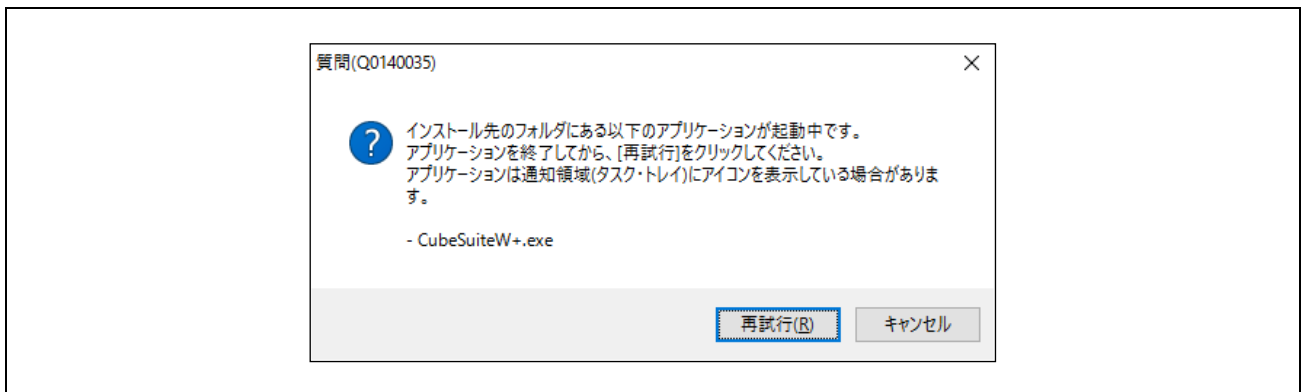 質問(Q0140035)
インストール先のフォルダにある以下のアプリケーションが起動中です。
アプリケーションを終了してから、[再試行]をクリックしてください。
アプリケーションは通知領域(タスク・トレイ)にアイコンを表示している場合がありま
す。
- CubeSuiteW+.exe
再試行(R)
キャンセル